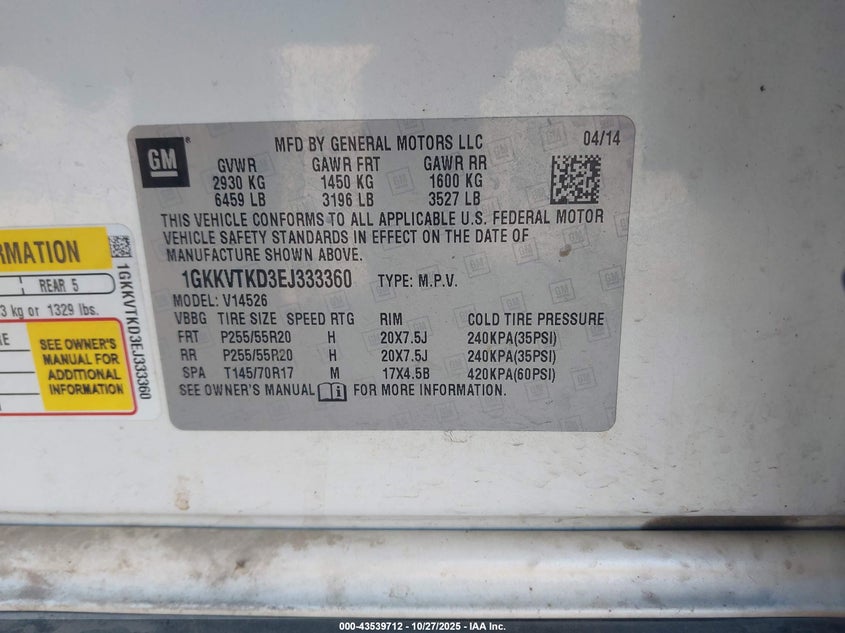 GM ®
MFD BY GENERAL MOTORS LLC 04/14
GVWR GAWR FRT GAWR RR
2930 KG 1450 KG 1600 KG
6459 LB 3196 LB 3527 LB
THIS VEHICLE CONFORMS TO ALL APPLICABLE U.S. FEDERAL MOTOR
VEHICLE SAFETY STANDARDS IN EFFECT ON THE DATE OF
MANUFACTURE SHOWN ABOVE.
1GKKVTKD3EJ333360 TYPE: M.P.V.
MODEL: V14526
VBBG TIRE SIZE SPEED RTG RIM COLD TIRE PRESSURE
FRT P255/55R20 H 20X7.5J 240KPA(35PSI)
RR P255/55R20 H 20X7.5J 240KPA(35PSI)
SPA T145/70R17 M 17X4.5B 420KPA(60PSI)
SEE OWNER'S MANUAL FOR MORE INFORMATION.
RMATION
REAR 5
3 kg or 1329 lbs.
SEE OWNER'S
MANUAL FOR
ADDITIONAL
INFORMATION
1GKKVTKD3EJ333360
000-43539712 - 10/27/2025 - IAA Inc.